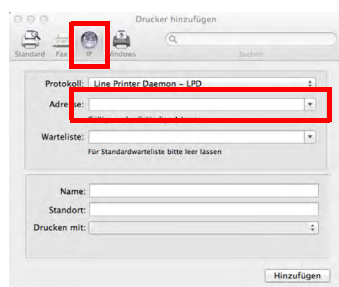 Drucker hinzufügen
Standard Fax IP Windows Suchen
Protokoll: Line Printer Daemon – LPD
Adresse:
Warteliste:
Für Standardwarteliste bitte leer lassen
Name:
Standort:
Drucken mit:
Hinzufügen